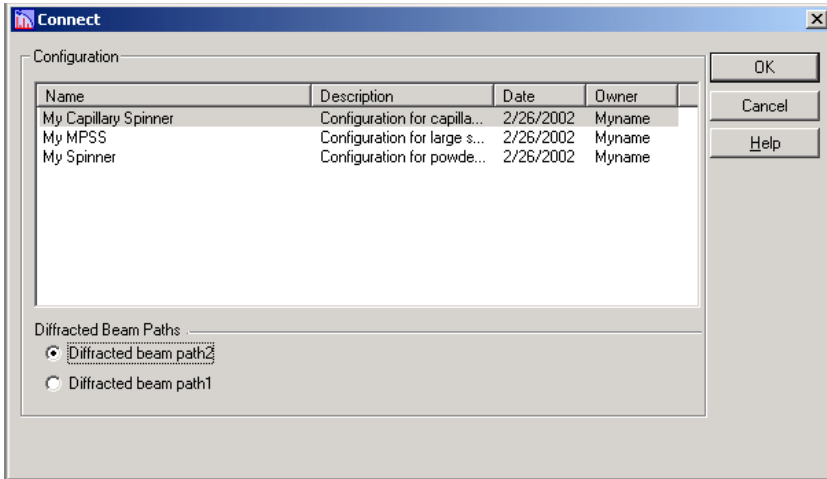 Connect
Configuration
OK
Name Description Date Owner
Cancel
My Capillary Spinner Configuration for capilla... 2/26/2002 Myname
My MPSS Configuration for large s... 2/26/2002 Myname
Help
My Spinner Configuration for powde... 2/26/2002 Myname
Diffracted Beam Paths
Diffracted beam path2
Diffracted beam path1